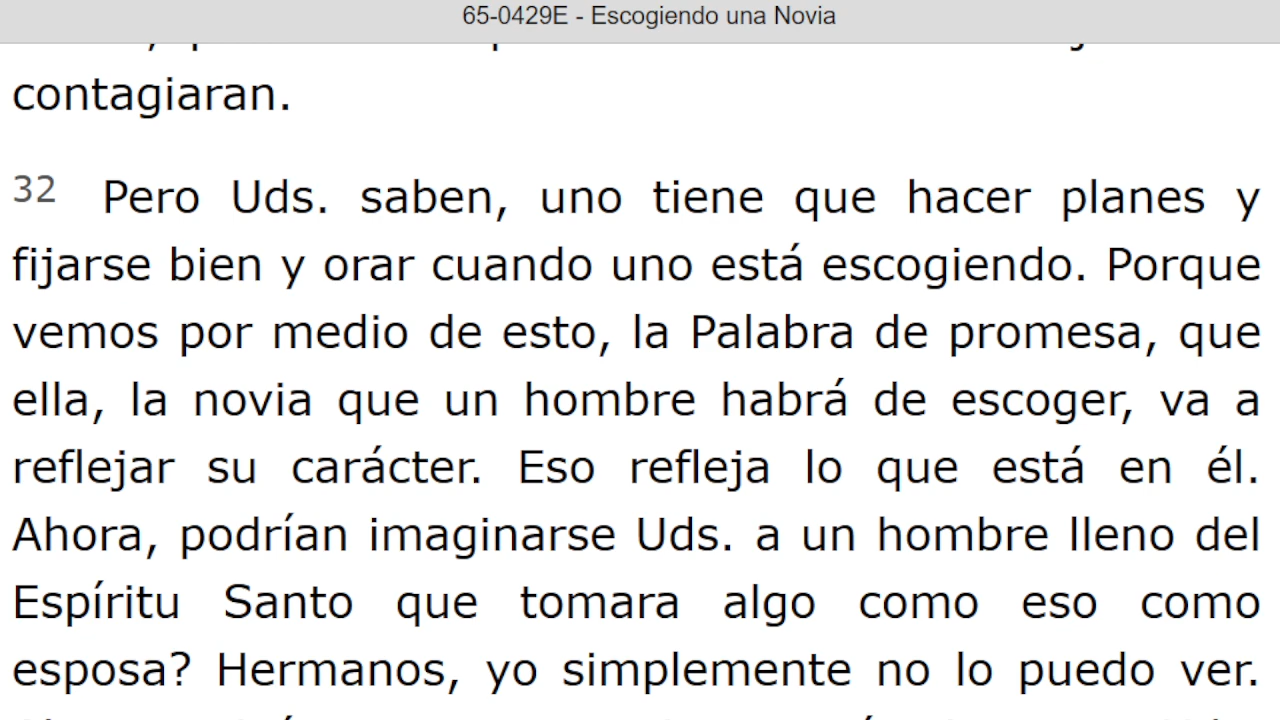 65-0429E - Escogiendo una Novia
contagiaran.
32 Pero Uds. saben, uno tiene que hacer planes y
fijarse bien y orar cuando uno está escogiendo. Porque
vemos por medio de esto, la Palabra de promesa, que
ella, la novia que un hombre habrá de escoger, va a
reflejar su carácter. Eso refleja lo que está en él.
Ahora, podrían imaginarse Uds. a un hombre lleno del
Espíritu Santo que tomara algo como eso como
esposa? Hermanos, yo simplemente no lo puedo ver.